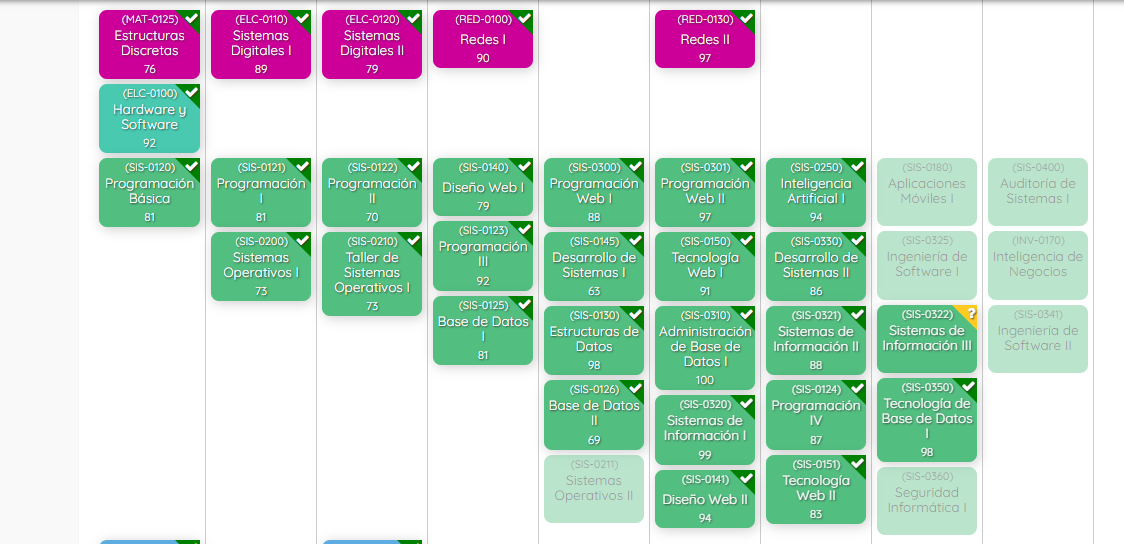 (MAT-0125)
Estructuras
Discretas
76
(ELC-0110)
Sistemas
Digitales I
89
(ELC-0120)
Sistemas
Digitales II
79
(RED-0100)
Redes I
90
(RED-0130)
Redes II
97
(ELC-0100)
Hardware y
Software
92
(SIS-0120)
Programación
Básica
81
(SIS-0121)
Programación
I
81
(SIS-0122)
Programación
II
70
(SIS-0140)
Diseño Web I
79
(SIS-0300)
Programación
Web I
88
(SIS-0301)
Programación
Web II
97
(SIS-0250)
Inteligencia
Artificial I
94
(SIS-0180)
Aplicaciones
Móviles I
(SIS-0400)
Auditoría de
Sistemas I
(SIS-0200)
Sistemas
Operativos I
73
(SIS-0210)
Taller de
Sistemas
Operativos I
73
(SIS-0123)
Programación
III
92
(SIS-0145)
Desarrollo de
Sistemas I
63
(SIS-0150)
Tecnología
Web I
91
(SIS-0330)
Desarrollo de
Sistemas II
86
(SIS-0325)
Ingeniería de
Software I
(INV-0170)
Inteligencia de
Negocios
(SIS-0125)
Base de Datos
I
81
(SIS-0130)
Estructuras de
Datos
98
(SIS-0310)
Administración
de Base de
Datos I
100
(SIS-0321)
Sistemas de
Información II
88
(SIS-0322)
?
Sistemas de
Información III
(SIS-0341)
Ingeniería de
Software II
(SIS-0126)
Base de Datos
II
69
(SIS-0320)
Sistemas de
Información I
99
(SIS-0124)
Programación
IV
87
(SIS-0350)
Tecnología de
Base de Datos
I
98
(SIS-0211)
Sistemas
Operativos II
(SIS-0141)
Diseño Web II
94
(SIS-0151)
Tecnología
Web II
83
(SIS-0360)
Seguridad
Informática I